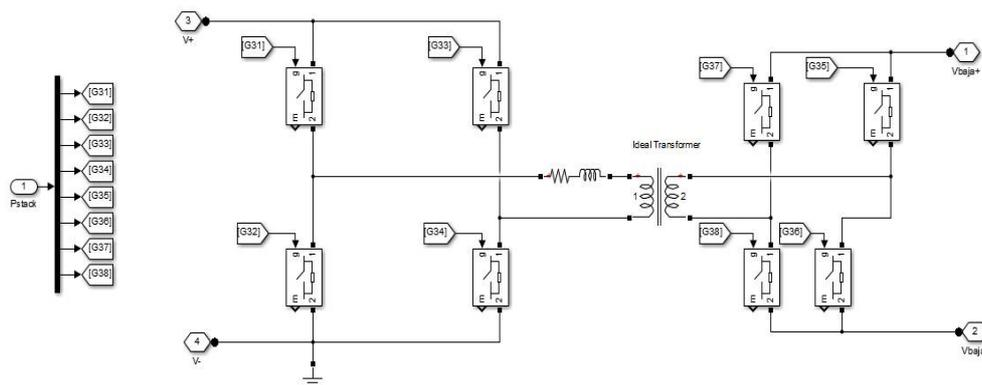 3
V+
[G31]
[G33]
[G37]
[G35]
1
Vbaja+
g
1
m
2
g
1
m
2
g
1
m
2
g
1
m
2
[G31]
[G32]
[G33]
[G34]
[G35]
[G36]
[G37]
[G38]
1
Pstack
Ideal Transformer
1
2
[G32]
[G34]
[G38]
[G36]
g
1
m
2
g
1
m
2
g
1
m
2
g
1
m
2
4
V-
2
Vbaja